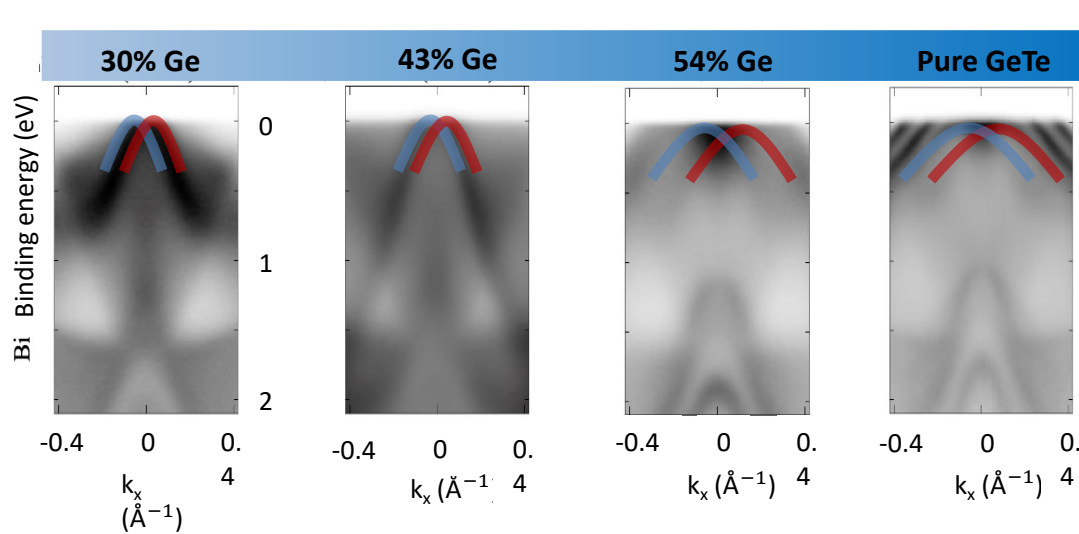 30% Ge
43% Ge
54% Ge
Pure GeTe
Bi Binding energy (eV)
0
1
2
-0.4 0 0.
4
-0.4 0 0.
4
-0.4 0 0.
4
-0.4 0 0.
4
kx
(Å⁻¹)
kx (Å⁻¹
kx (Å⁻¹)
kx (Å⁻¹)